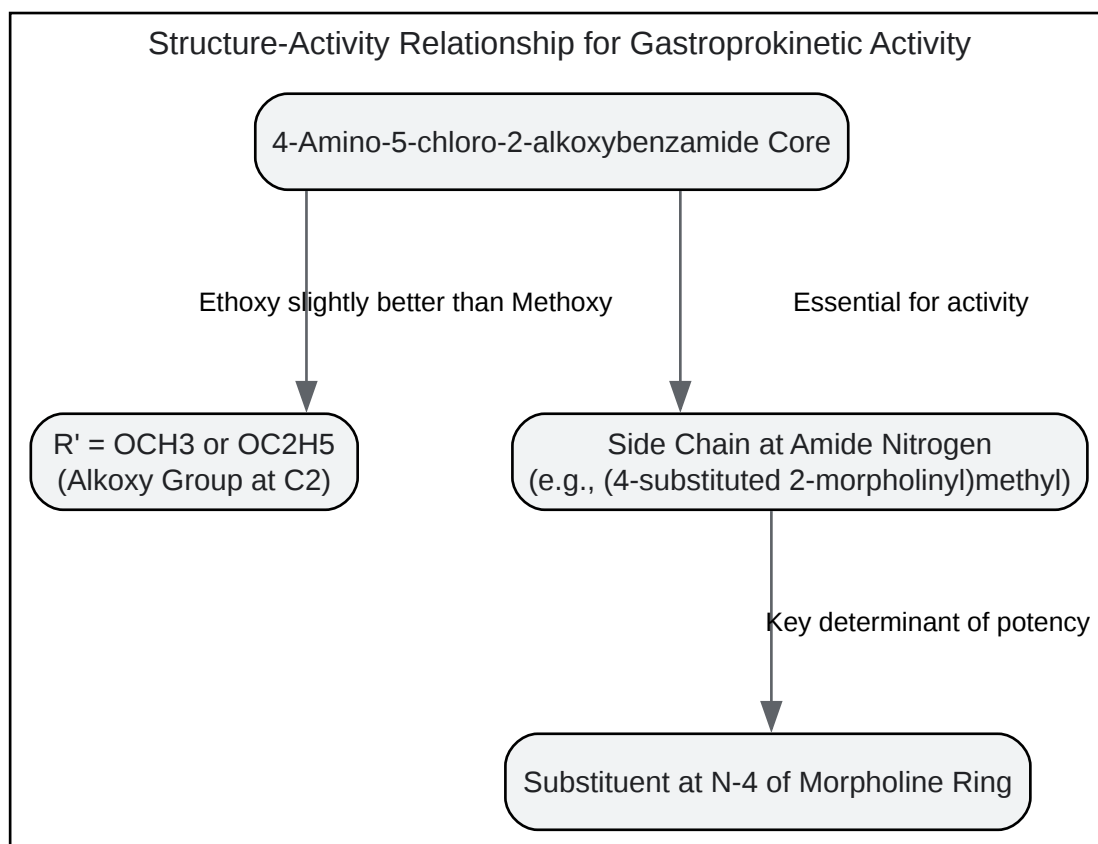 Structure-Activity Relationship for Gastroprokinetic Activity
4-Amino-5-chloro-2-alkoxybenzamide Core
Ethoxy slightly better than Methoxy
Essential for activity
R' = OCH3 or OC2H5
(Alkoxy Group at C2)
Side Chain at Amide Nitrogen
(e.g., (4-substituted 2-morpholinyl)methyl)
Key determinant of potency
Substituent at N-4 of Morpholine Ring